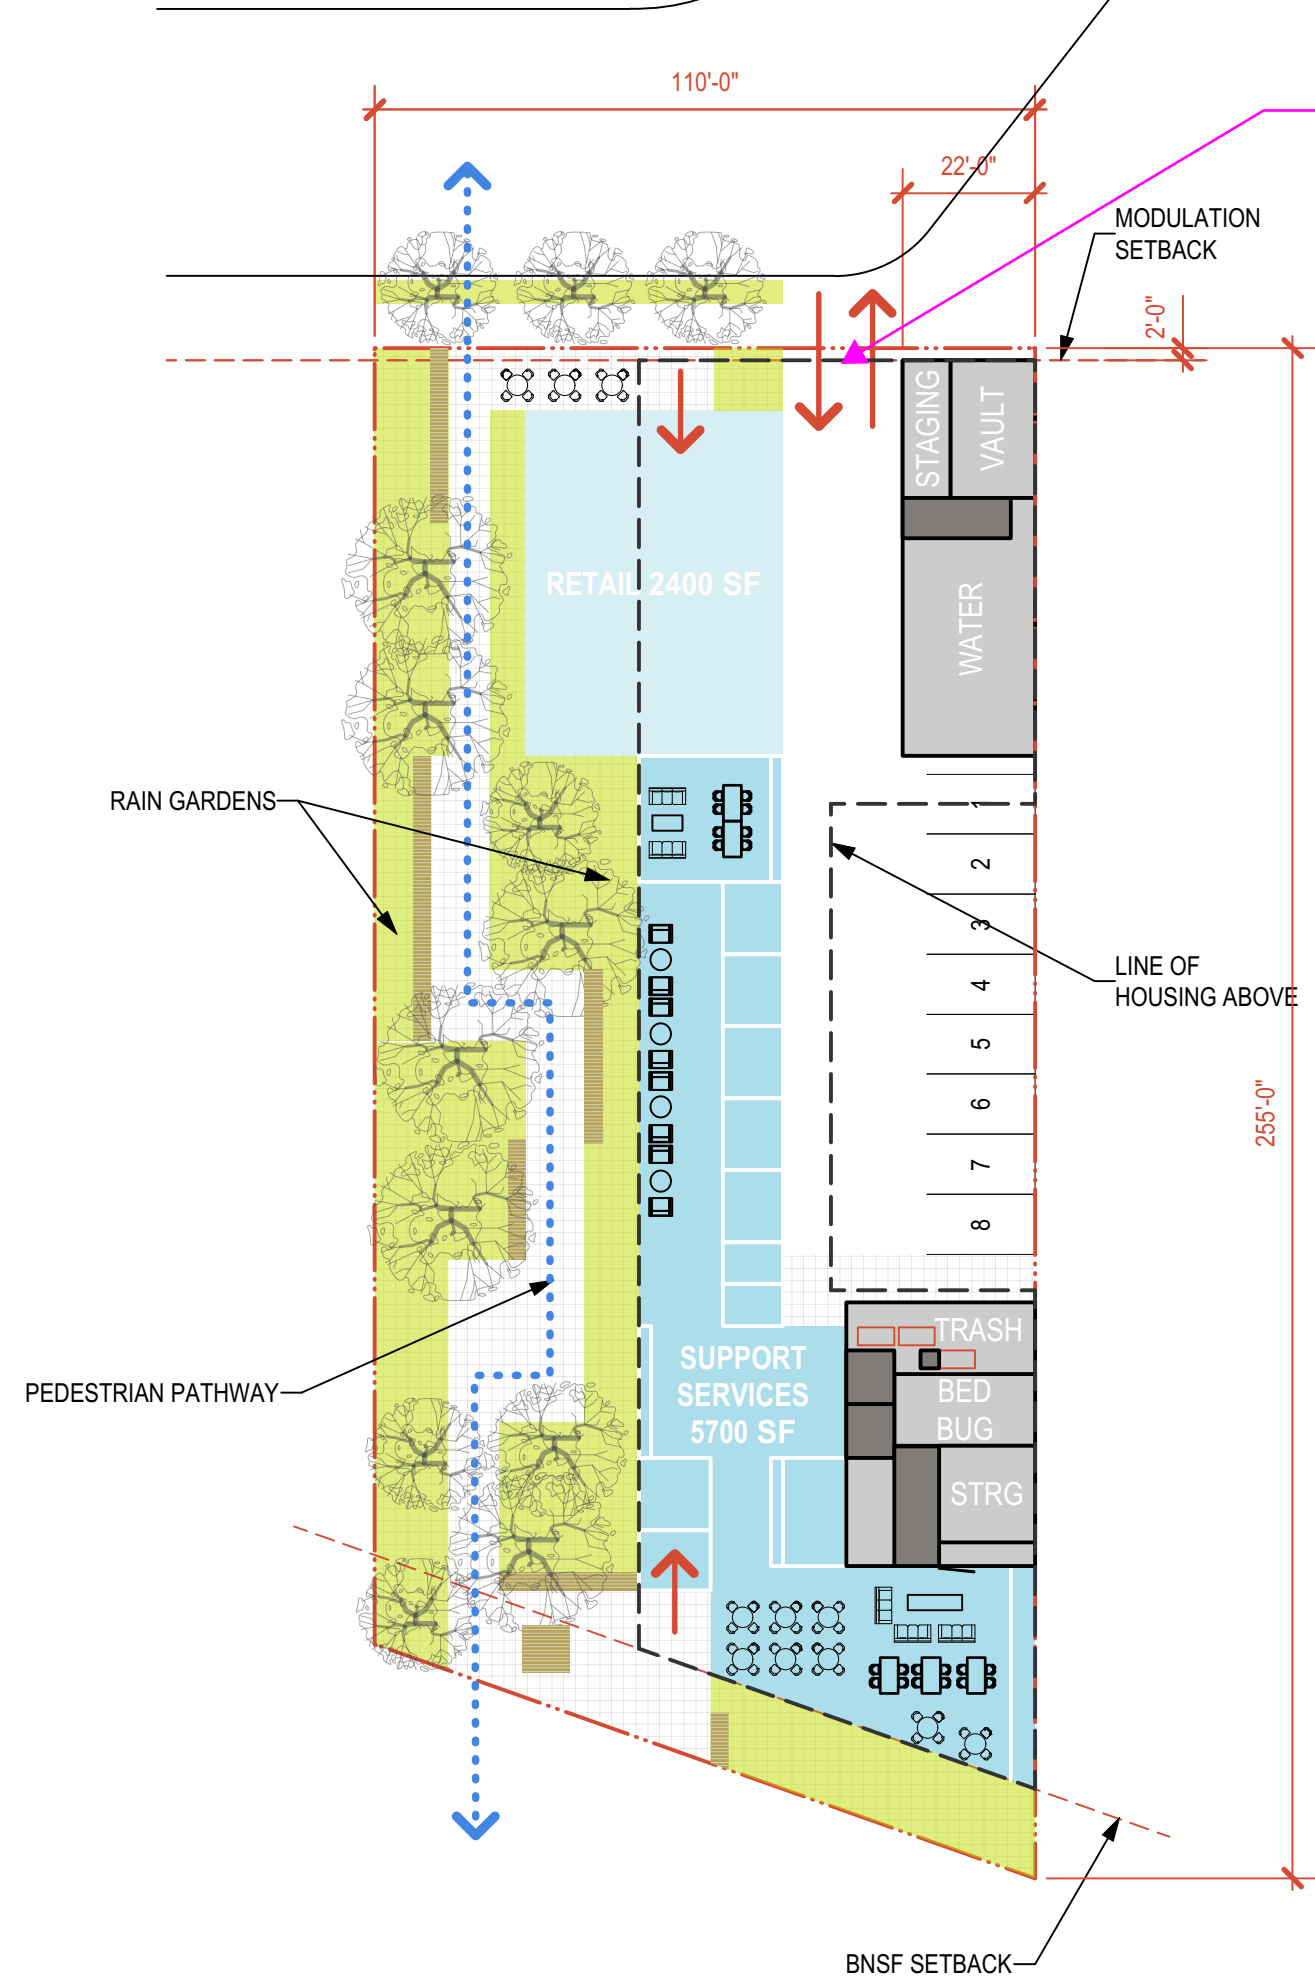 110'-0"
22'-0"
MODULATION
SETBACK
2'-0"
STAGING
VAULT
RETAIL 2400 SF
WATER
RAIN GARDENS
1
2
3
LINE OF
HOUSING ABOVE
4
5
6
7
8
255'-0"
PEDESTRIAN PATHWAY
SUPPORT
SERVICES
5700 SF
TRASH
BED
BUG
STRG
BNSF SETBACK